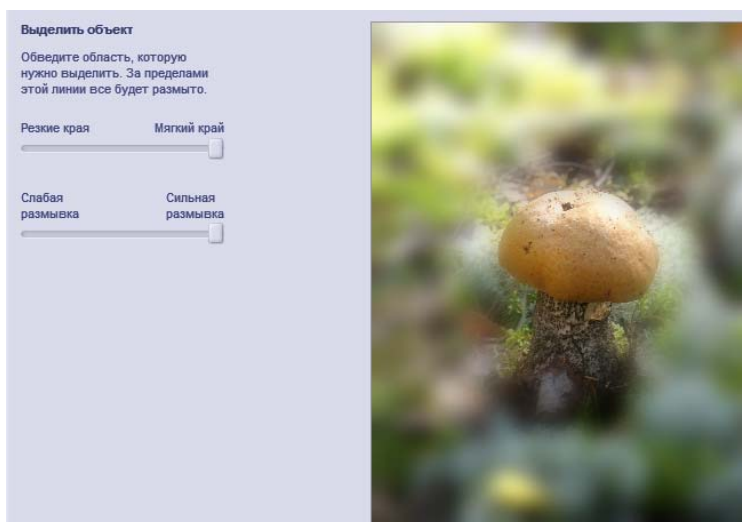 Выделить объект
Обведите область, которую
нужно выделить. За пределами
этой линии все будет размыто.
Резкие края Мягкий край
Слабая Сильная
размывка размывка